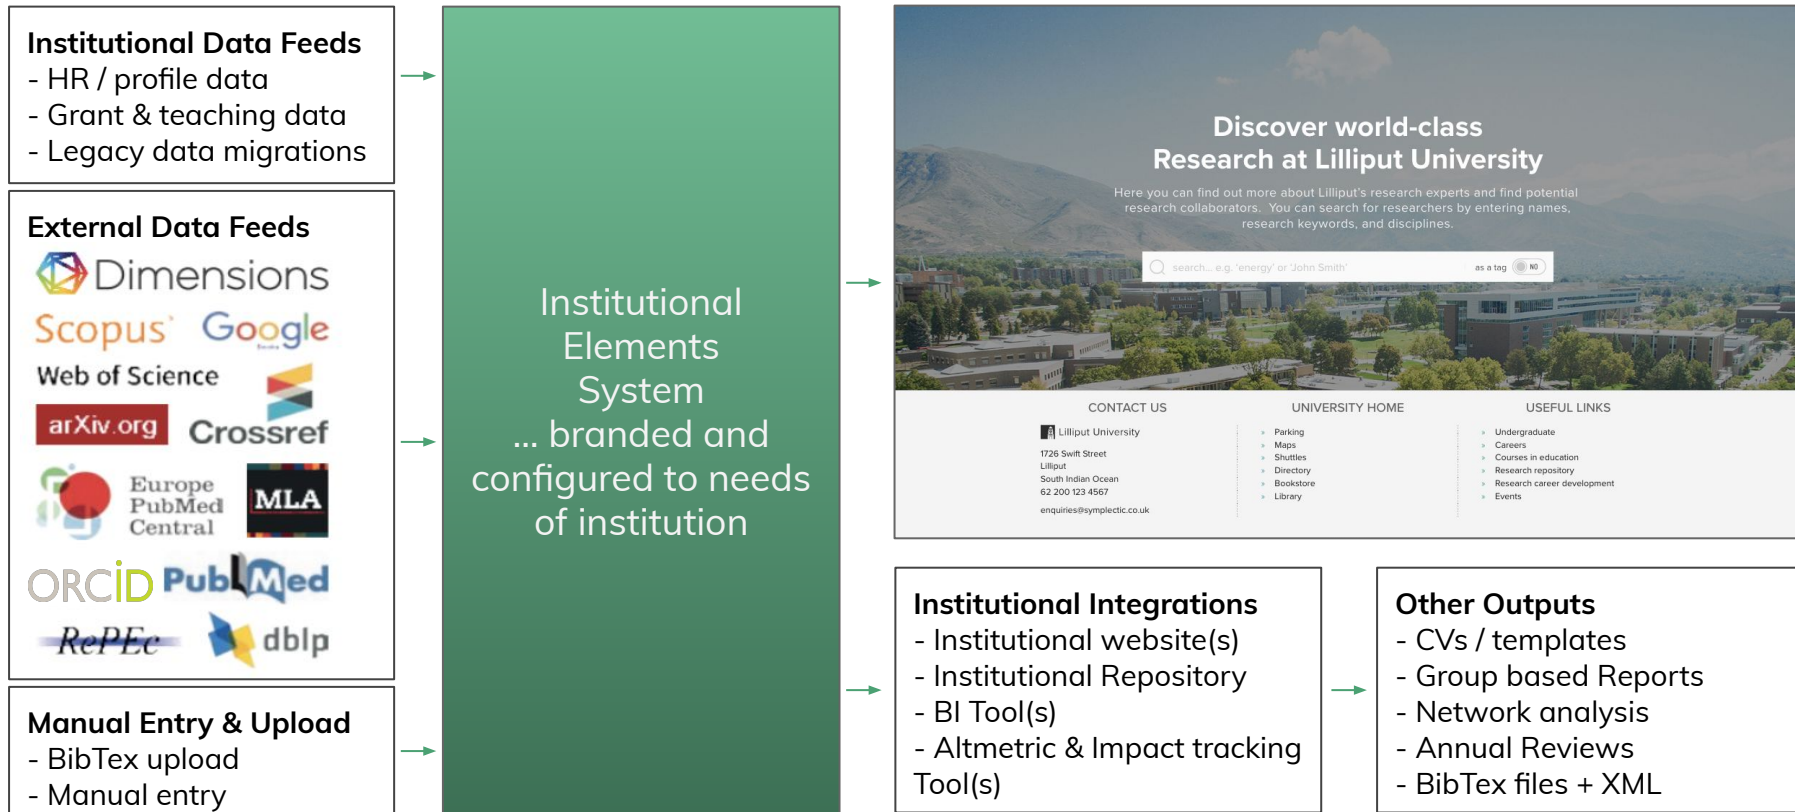 Institutional Data Feeds
- HR / profile data
- Grant & teaching data
- Legacy data migrations
External Data Feeds
Dimensions
Scopus
Google
Web of Science
arXiv.org
Crossref
Europe
PubMed
Central
MLA
ORCiD
PubMed
RePEc
dblp
Manual Entry & Upload
- BibTex upload
- Manual entry
Institutional
Elements
System
... branded and
configured to needs
of institution
Discover world-class
Research at Lilliput University
Here you can find out more about Lilliput's research experts and find potential
research collaborators. You can search for researchers by entering names,
research keywords, and disciplines.
search... e.g. 'energy' or 'John Smith'
as a tag
NO
CONTACT US
Lilliput University
1726 Swift Street
Lilliput
South Indian Ocean
62 200 123 4567
enquiries@symplectic.co.uk
UNIVERSITY HOME
» Parking
» Maps
» Shuttles
» Directory
» Bookstore
» Library
USEFUL LINKS
» Undergraduate
» Careers
» Courses in education
» Research repository
» Research career development
» Events
Institutional Integrations
- Institutional website(s)
- Institutional Repository
- BI Tool(s)
- Altmetric & Impact tracking
Tool(s)
Other Outputs
- CVs / templates
- Group based Reports
- Network analysis
- Annual Reviews
- BibTex files + XML